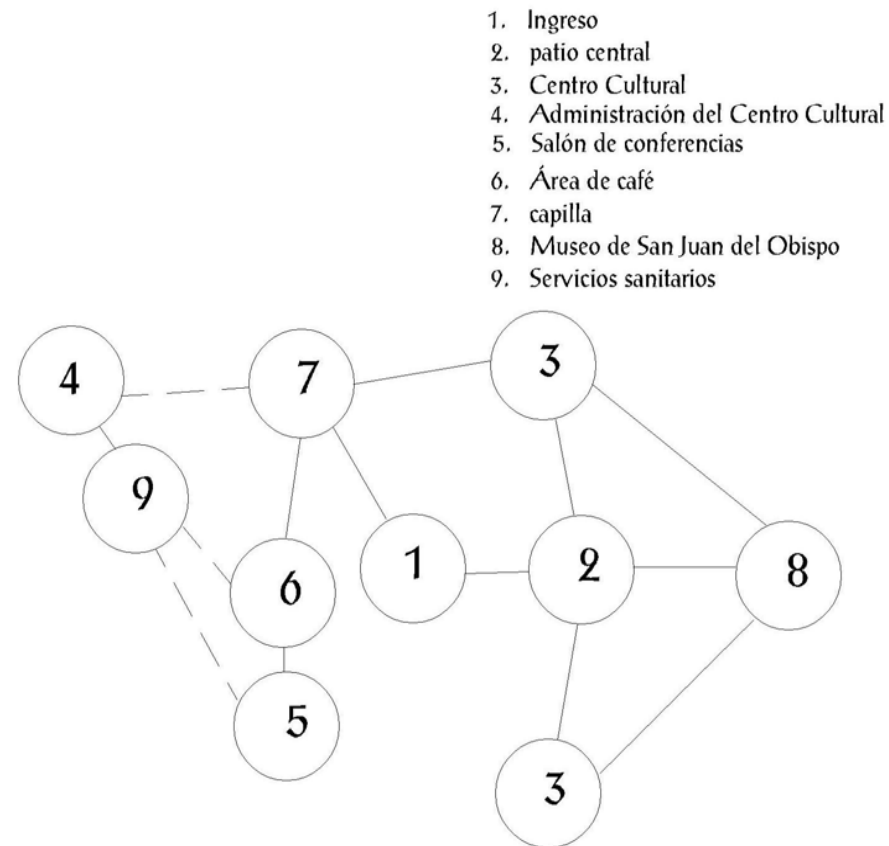 1. Ingreso
2. patio central
3. Centro Cultural
4. Administración del Centro Cultural
5. Salón de conferencias
6. Área de café
7. capilla
8. Museo de San Juan del Obispo
9. Servicios sanitarios
4
7
3
9
1
2
8
6
5
3